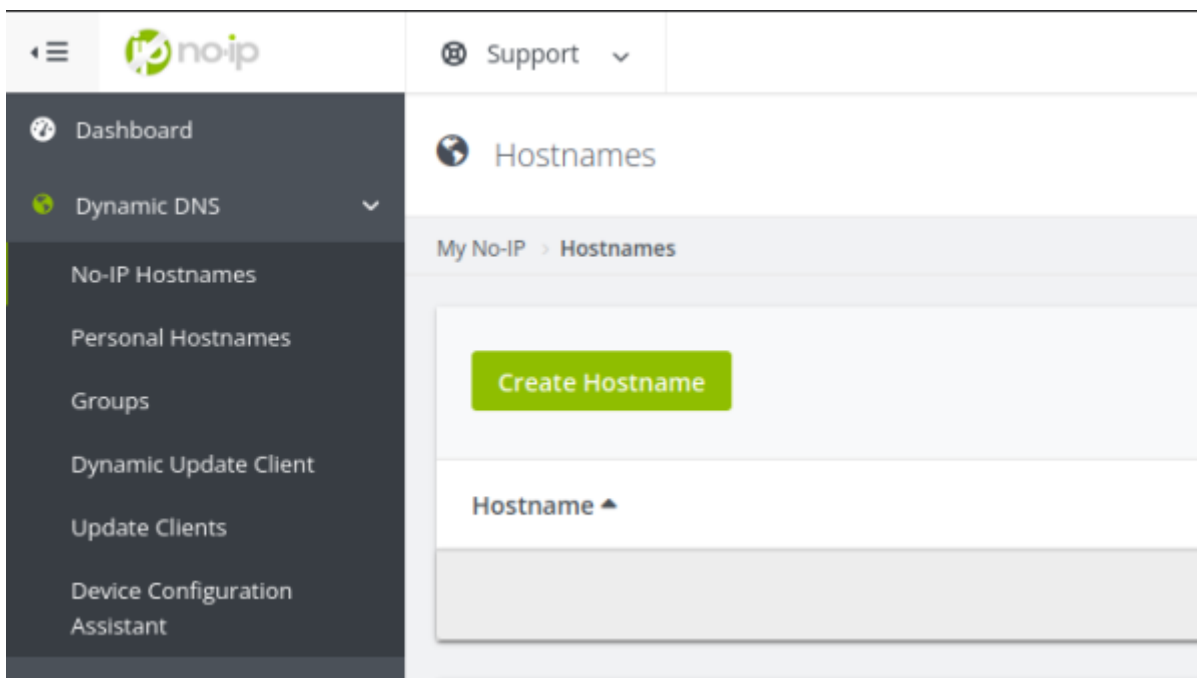 no-ip
Support
Dashboard
Hostnames
Dynamic DNS
My No-IP > Hostnames
No-IP Hostnames
Personal Hostnames
Create Hostname
Groups
Dynamic Update Client
Hostname
Update Clients
Device Configuration
Assistant